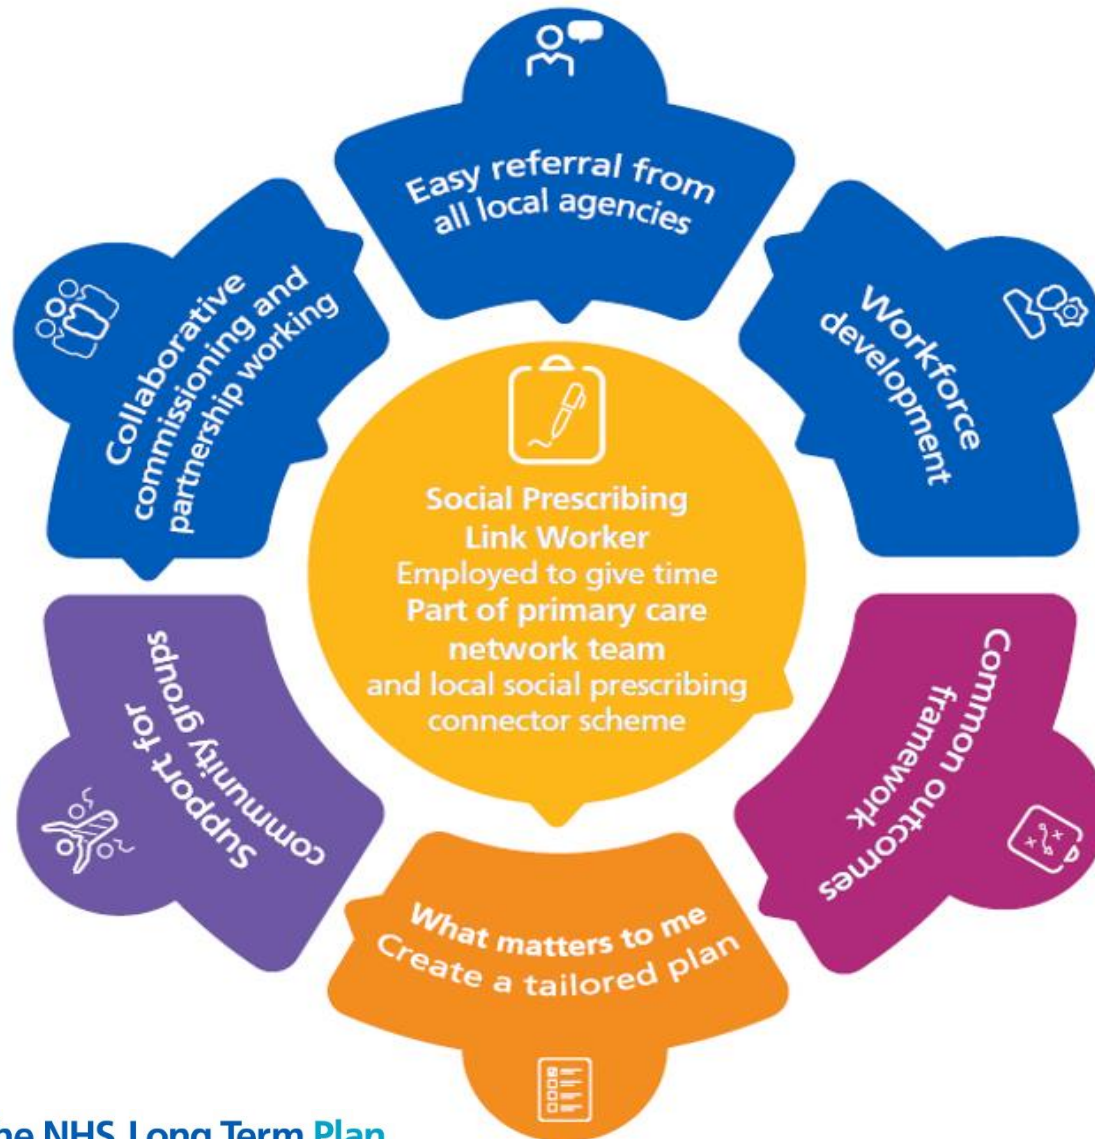 Easy referral from
all local agencies
Workforce
development
Collaborative
commissioning and
partnership working
Social Prescribing
Link Worker
Employed to give time
Part of primary care
network team
and local social prescribing
connector scheme
Common outcomes
framework
Support for
community groups
What matters to me
Create a tailored plan
he NHS Long Term Plan